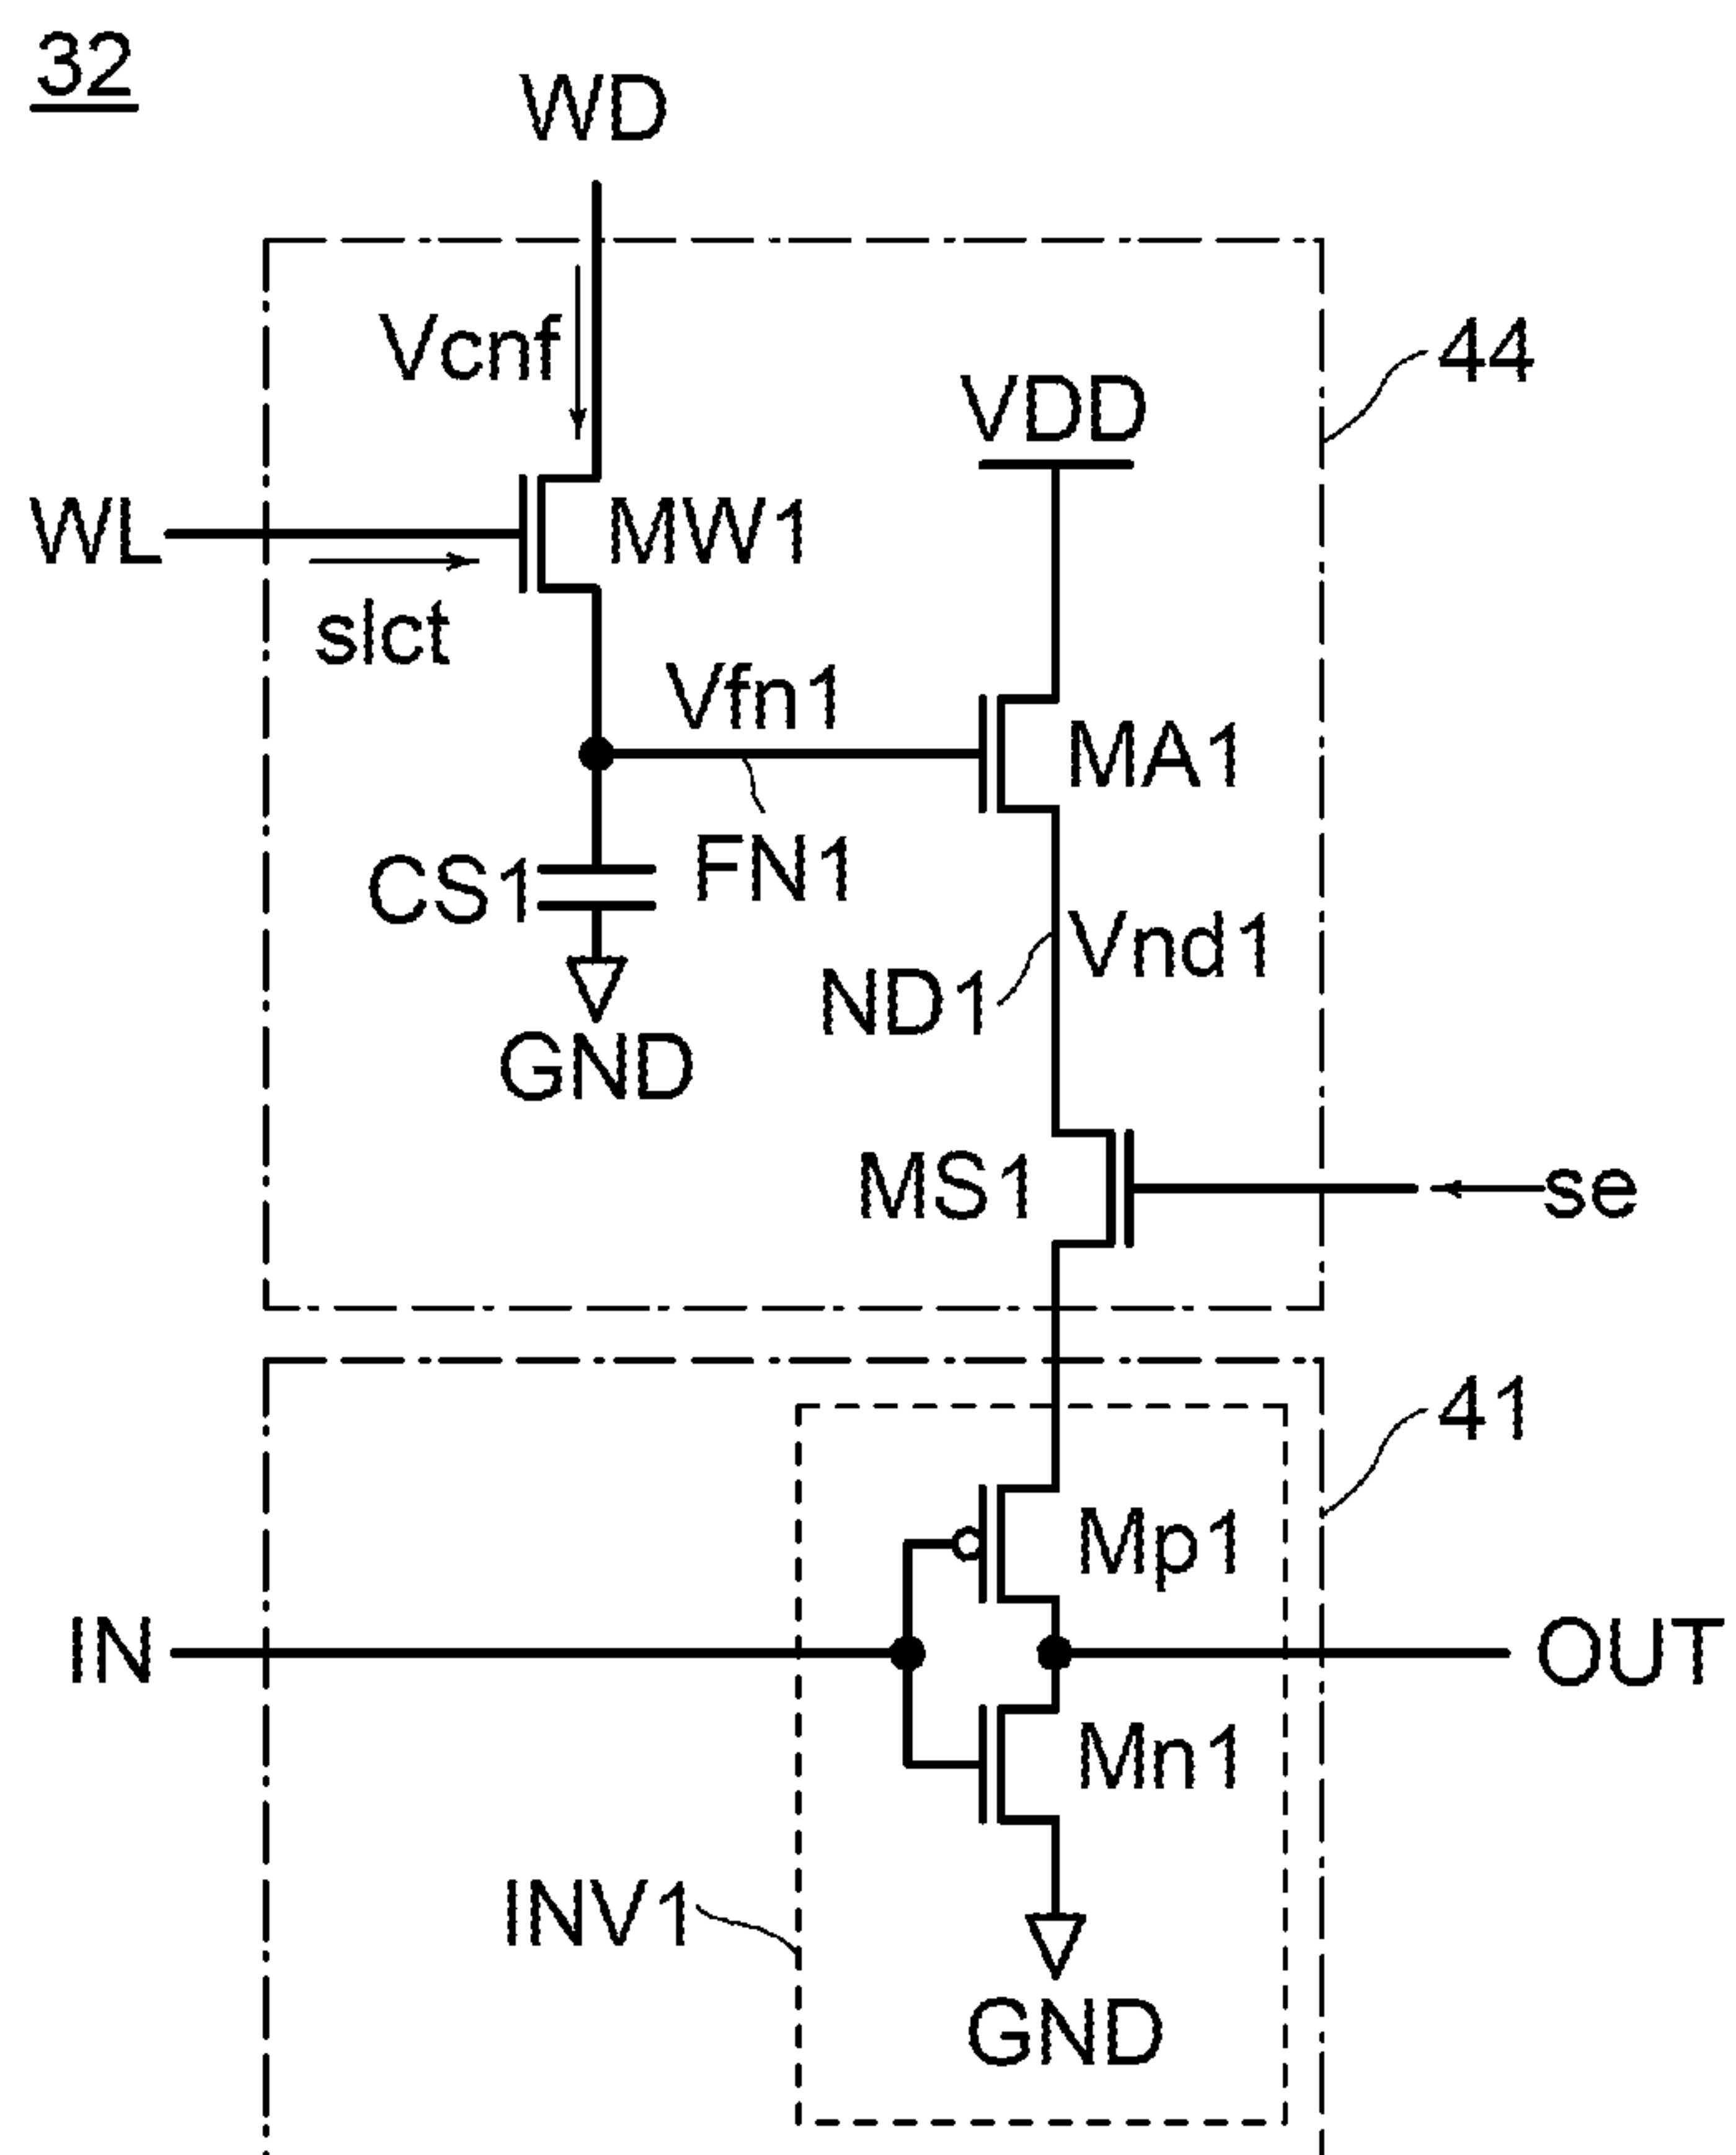 32
WD
Vcnf
44
VDD
WL
MW1
slct
Vfn1
MA1
CS1
FN1
Vnd1
ND1
GND
MS1
se
41
Mp1
IN
OUT
Mn1
INV1
GND